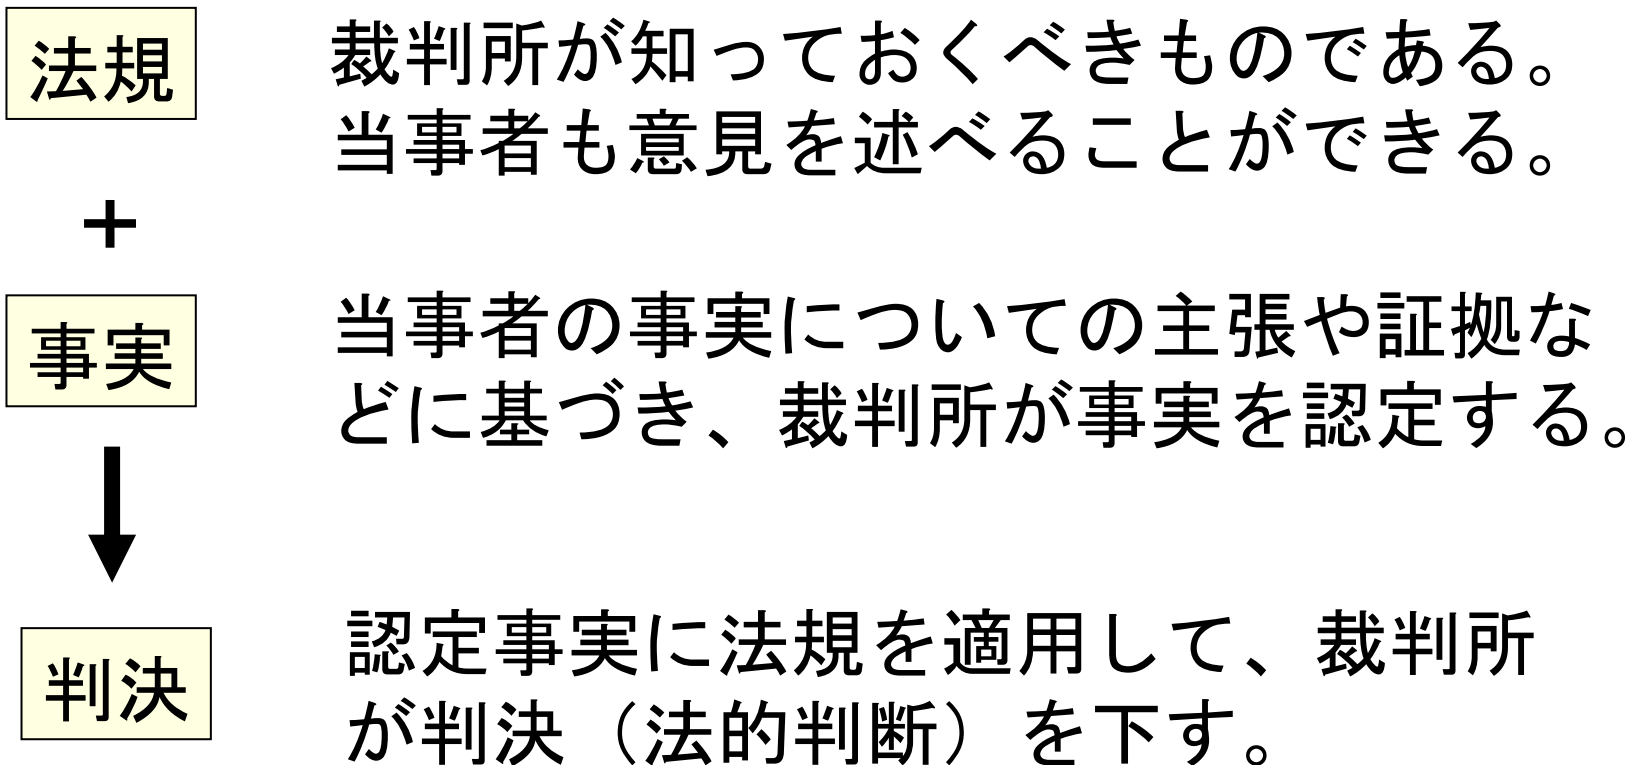 法規
裁判所が知っておくべきものである。
当事者も意見を述べることができる。
+
事実
当事者の事実についての主張や証拠な
どに基づき、裁判所が事実を認定する。
判決
認定事実に法規を適用して、裁判所
が判決（法的判断）を下す。